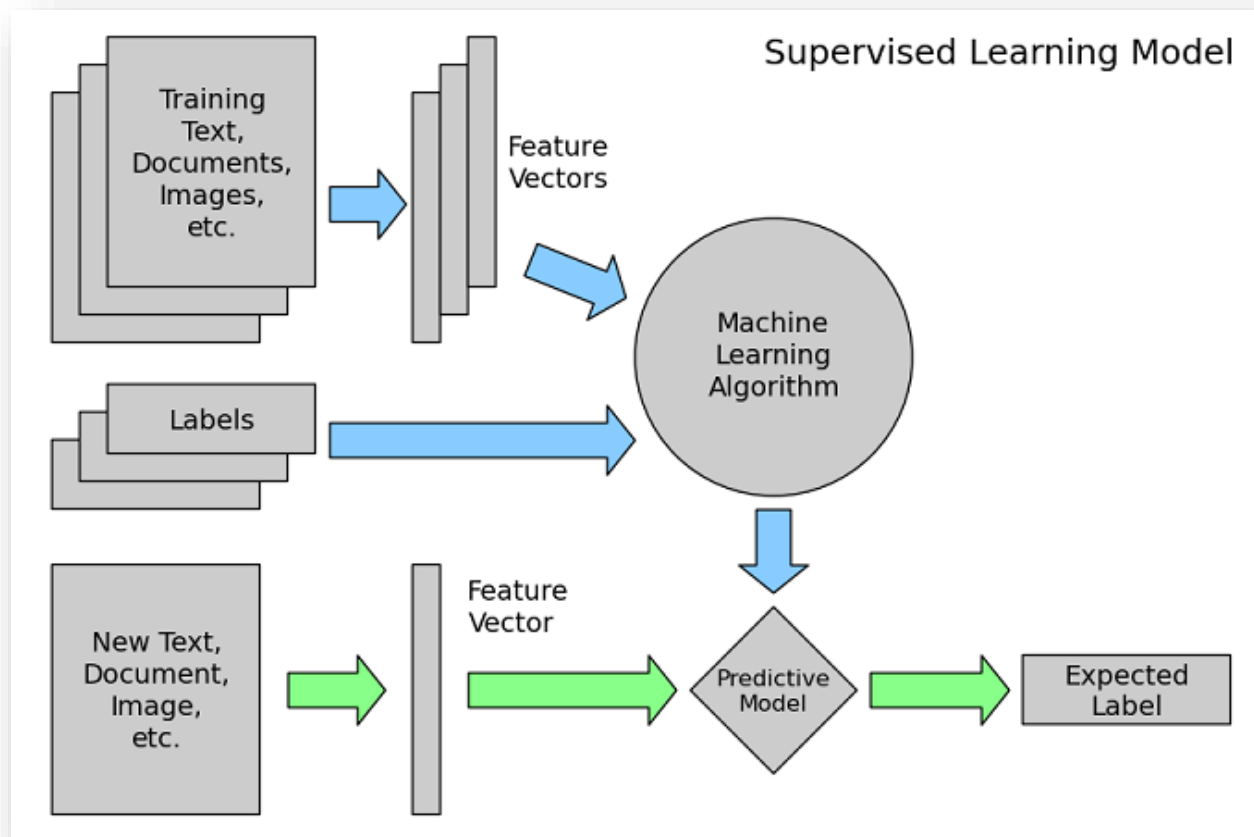 Supervised Learning Model
Training
Text,
Documents,
Images,
etc.
Feature
Vectors
Machine
Learning
Algorithm
Labels
New Text,
Document,
Image,
etc.
Feature
Vector
Predictive
Model
Expected
Label